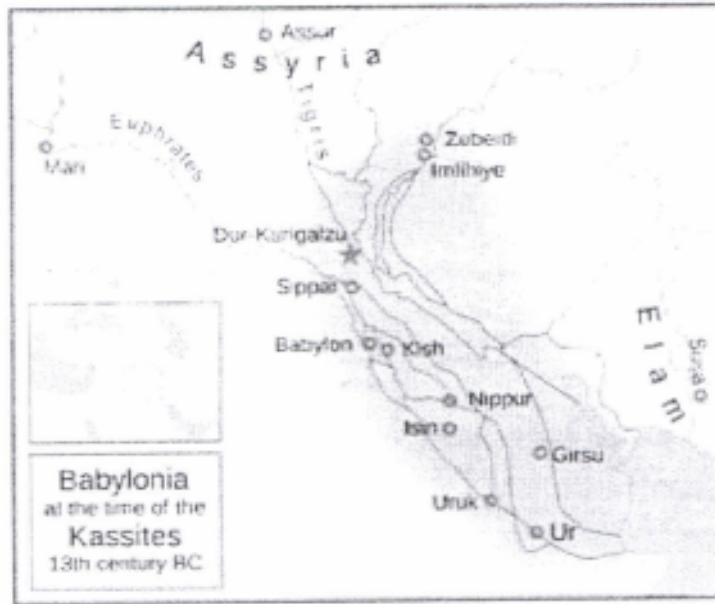 Assur
Assyria
Tigris
Euphrates
Mari
Zubeidi
Imlihiye
Dur-Kurigalzu
Sippar
Babylon
Kish
Nippur
Isin
Elam
Susa
Girsu
Uruk
Ur
Babylonia
at the time of the
Kassites
13th century BC